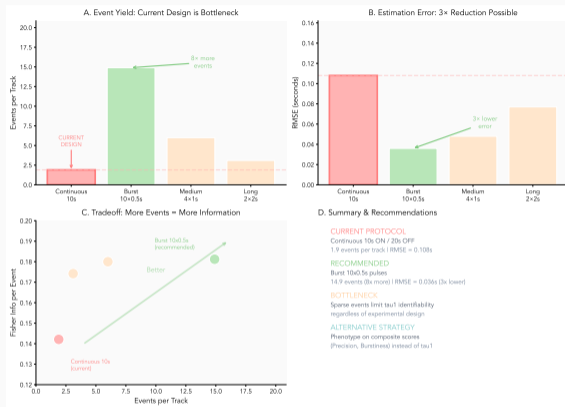 A. Event Yield: Current Design is Bottleneck
20.0
17.5
15.0
12.5
10.0
7.5
5.0
2.5
0.0
Events per Track
8+ more
events
CURRENT
DESIGN
Continuous
10s
Burst
10×0.5s
Medium
4×1s
Long
2×2s
B. Estimation Error: 3× Reduction Possible
0.16
0.14
0.12
0.10
0.08
0.06
0.04
0.02
0.00
RMSE (seconds)
3× lower
error
Continuous
10s
Burst
10×0.5s
Medium
4×1s
Long
2×2s
C. Tradeoff: More Events = More Information
0.20
0.19
0.18
0.17
0.16
0.15
0.14
0.13
0.12
Fisher Info per Event
Burst 10x0.5s
(recommended)
Better
Continuous 10s
(current)
0.0
2.5
5.0
7.5
10.0
12.5
15.0
17.5
20.0
Events per Track
D. Summary & Recommendations
CURRENT PROTOCOL
Continuous 10s ON / 20s OFF
1.9 events per track | RMSE = 0.108s
RECOMMENDED
Burst 10x0.5s pulses
14.9 events (8x more) | RMSE = 0.036s (3x lower)
BOTTLENECK
Sparse events limit tau1 identifiability
regardless of experimental design
ALTERNATIVE STRATEGY
Phenotype on composite scores
(Precision, Burstiness) instead of tau1